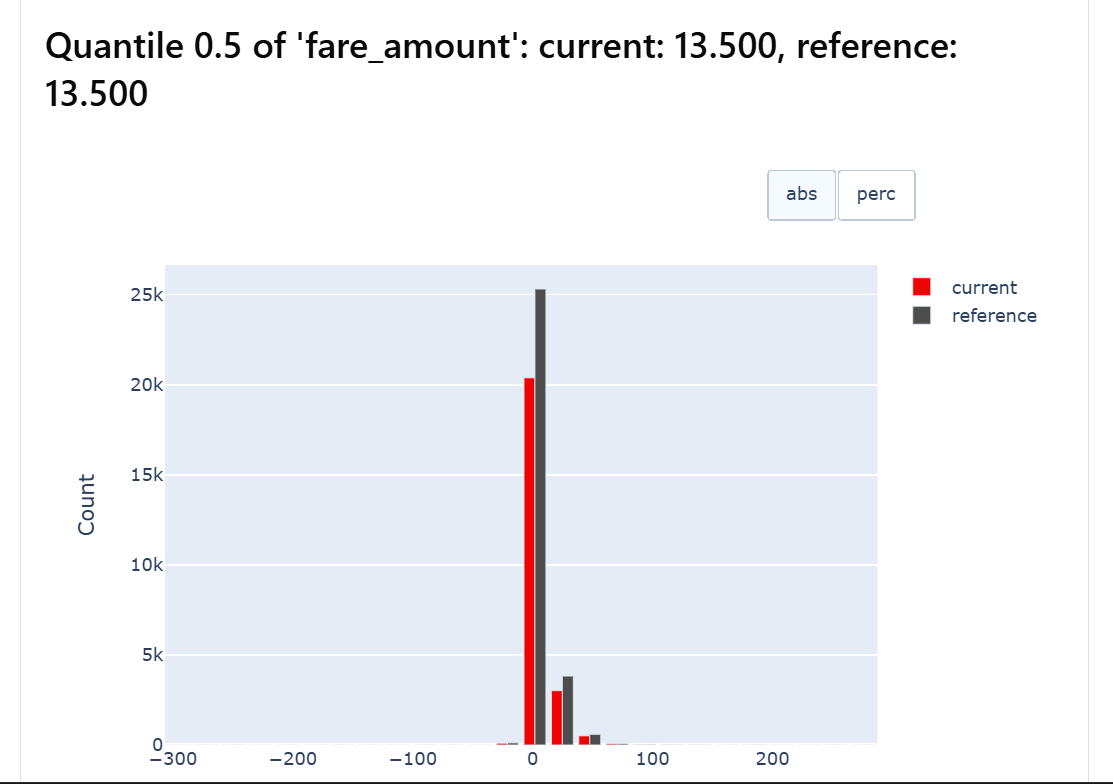 Quantile 0.5 of 'fare_amount': current: 13.500, reference:
13.500
abs perc
current
reference
25k
20k
15k
10k
5k
0
Count
−300 −200 −100 0 100 200